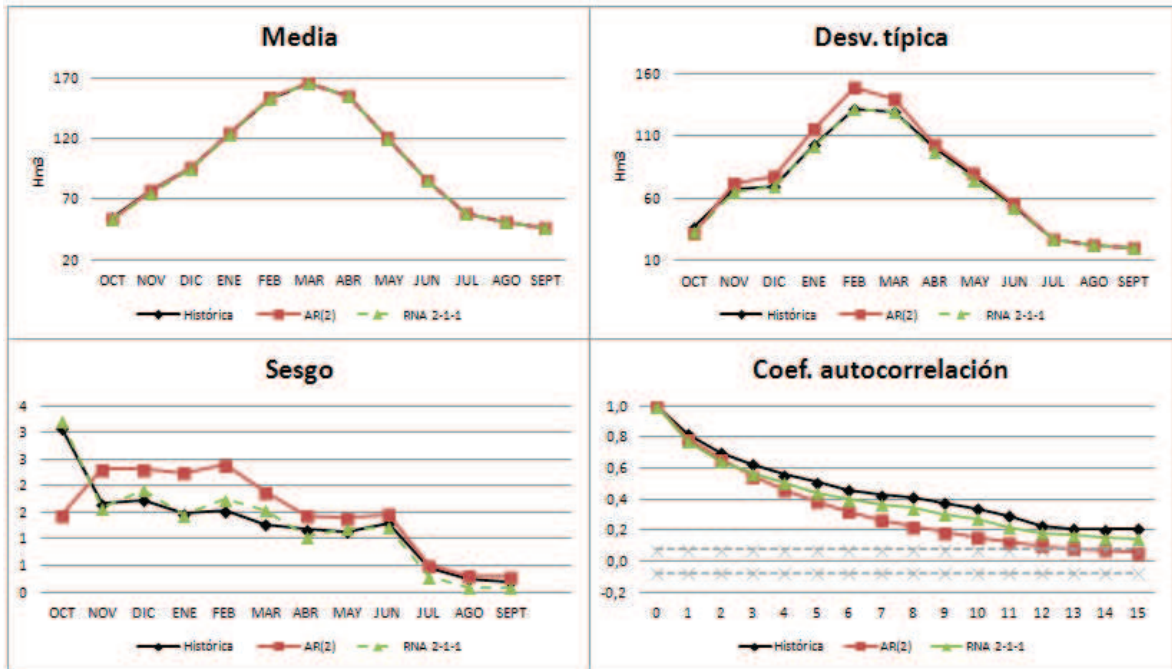 Media
170
120
70
20
Hm3
OCT NOV DIC ENE FEB MAR ABR MAY JUN JUL AGO SEPT
Histórica AR(2) RNA 2-1-1
Desv. típica
160
110
60
10
Hm3
OCT NOV DIC ENE FEB MAR ABR MAY JUN JUL AGO SEPT
Histórica AR(2) RNA 2-1-1
Sesgo
4
3
3
2
2
1
1
0
OCT NOV DIC ENE FEB MAR ABR MAY JUN JUL AGO SEPT
Histórica AR(2) RNA 2-1-1
Coef. autocorrelación
1,0
0,8
0,6
0,4
0,2
0,0
-0,2
0 1 2 3 4 5 6 7 8 9 10 11 12 13 14 15
Histórica AR(2) RNA 2-1-1